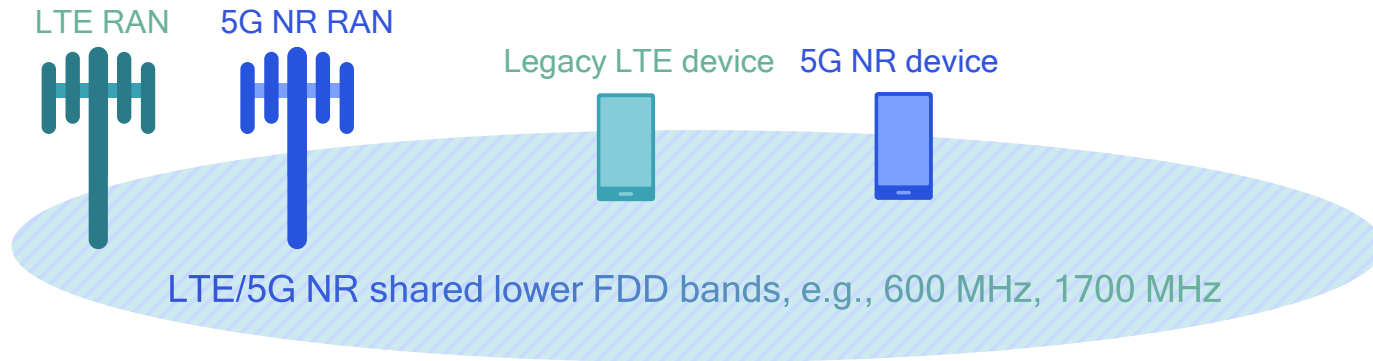 LTE RAN
5G NR RAN
Legacy LTE device
5G NR device
LTE/5G NR shared lower FDD bands, e.g., 600 MHz, 1700 MHz